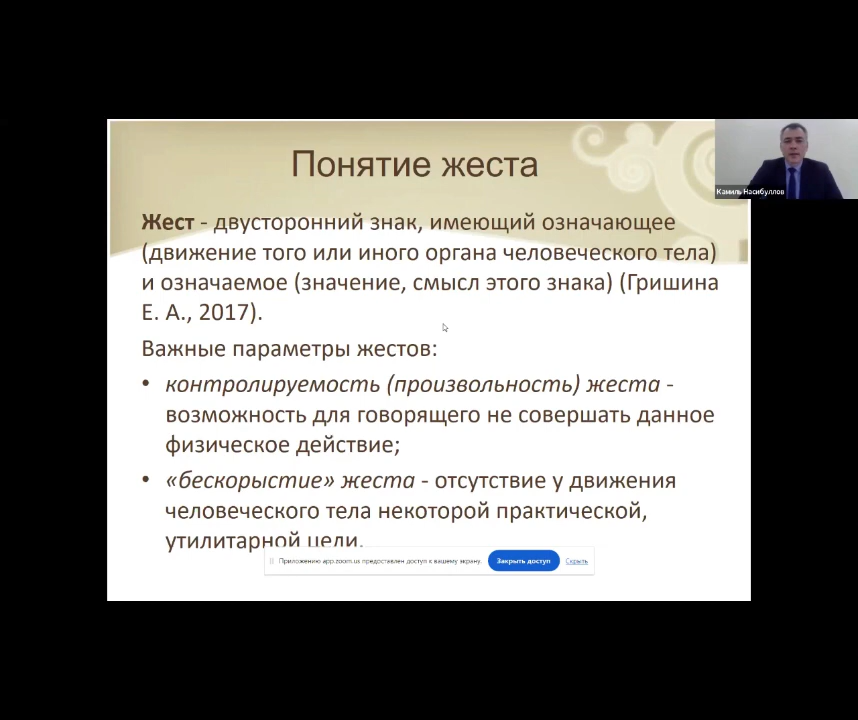 Понятие жеста
Камиль Насибуллов
Жест - двусторонний знак, имеющий означающее
(движение того или иного органа человеческого тела)
и означаемое (значение, смысл этого знака) (Гришина
Е. А., 2017).
Важные параметры жестов:
• контролируемость (произвольность) жеста -
возможность для говорящего не совершать данное
физическое действие;
• «бескорыстие» жеста - отсутствие у движения
человеческого тела некоторой практической,
утилитарной цели.
Приложению app.zoom.us предоставлен доступ к вашему экрану.
Закрыть доступ
Скрыть